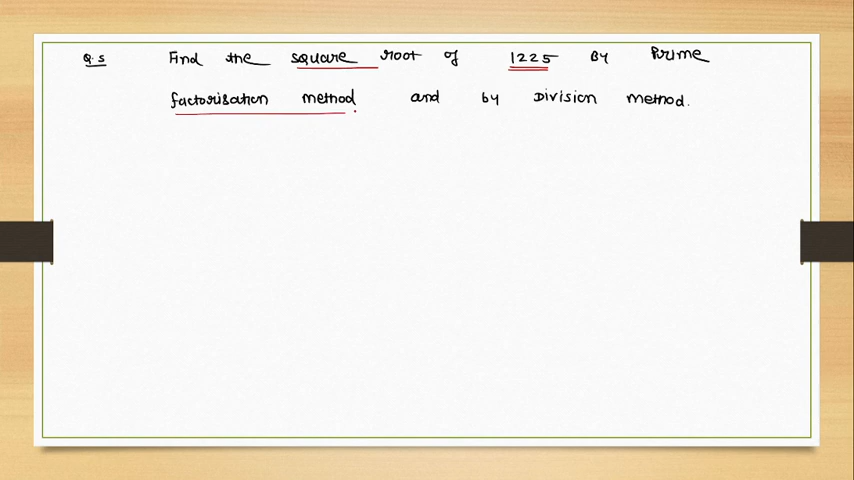 Q.5 Find the square root of 1225 By Prime
factorisation method and by Division method.